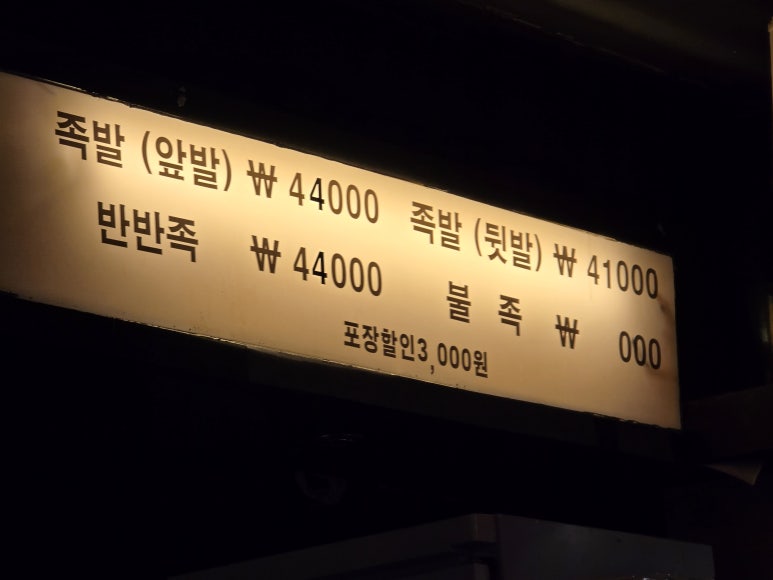 족발 (앞발) ₩ 44000
반반족 ₩ 44000
족발 (뒷발) ₩ 41000
불 족 ₩ 000
포장할인3,000원